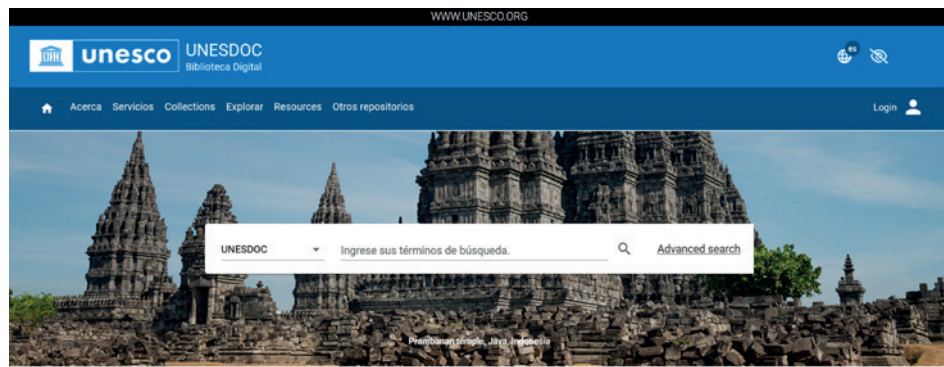 WWW.UNESCO.ORG
unesco
UNESDOC
Biblioteca Digital
es
Acerca Servicios Collections Explorar Resources Otros repositorios Login
UNESDOC Ingrese sus términos de búsqueda. Advanced search
Prambanan temple, Java, Indonesia